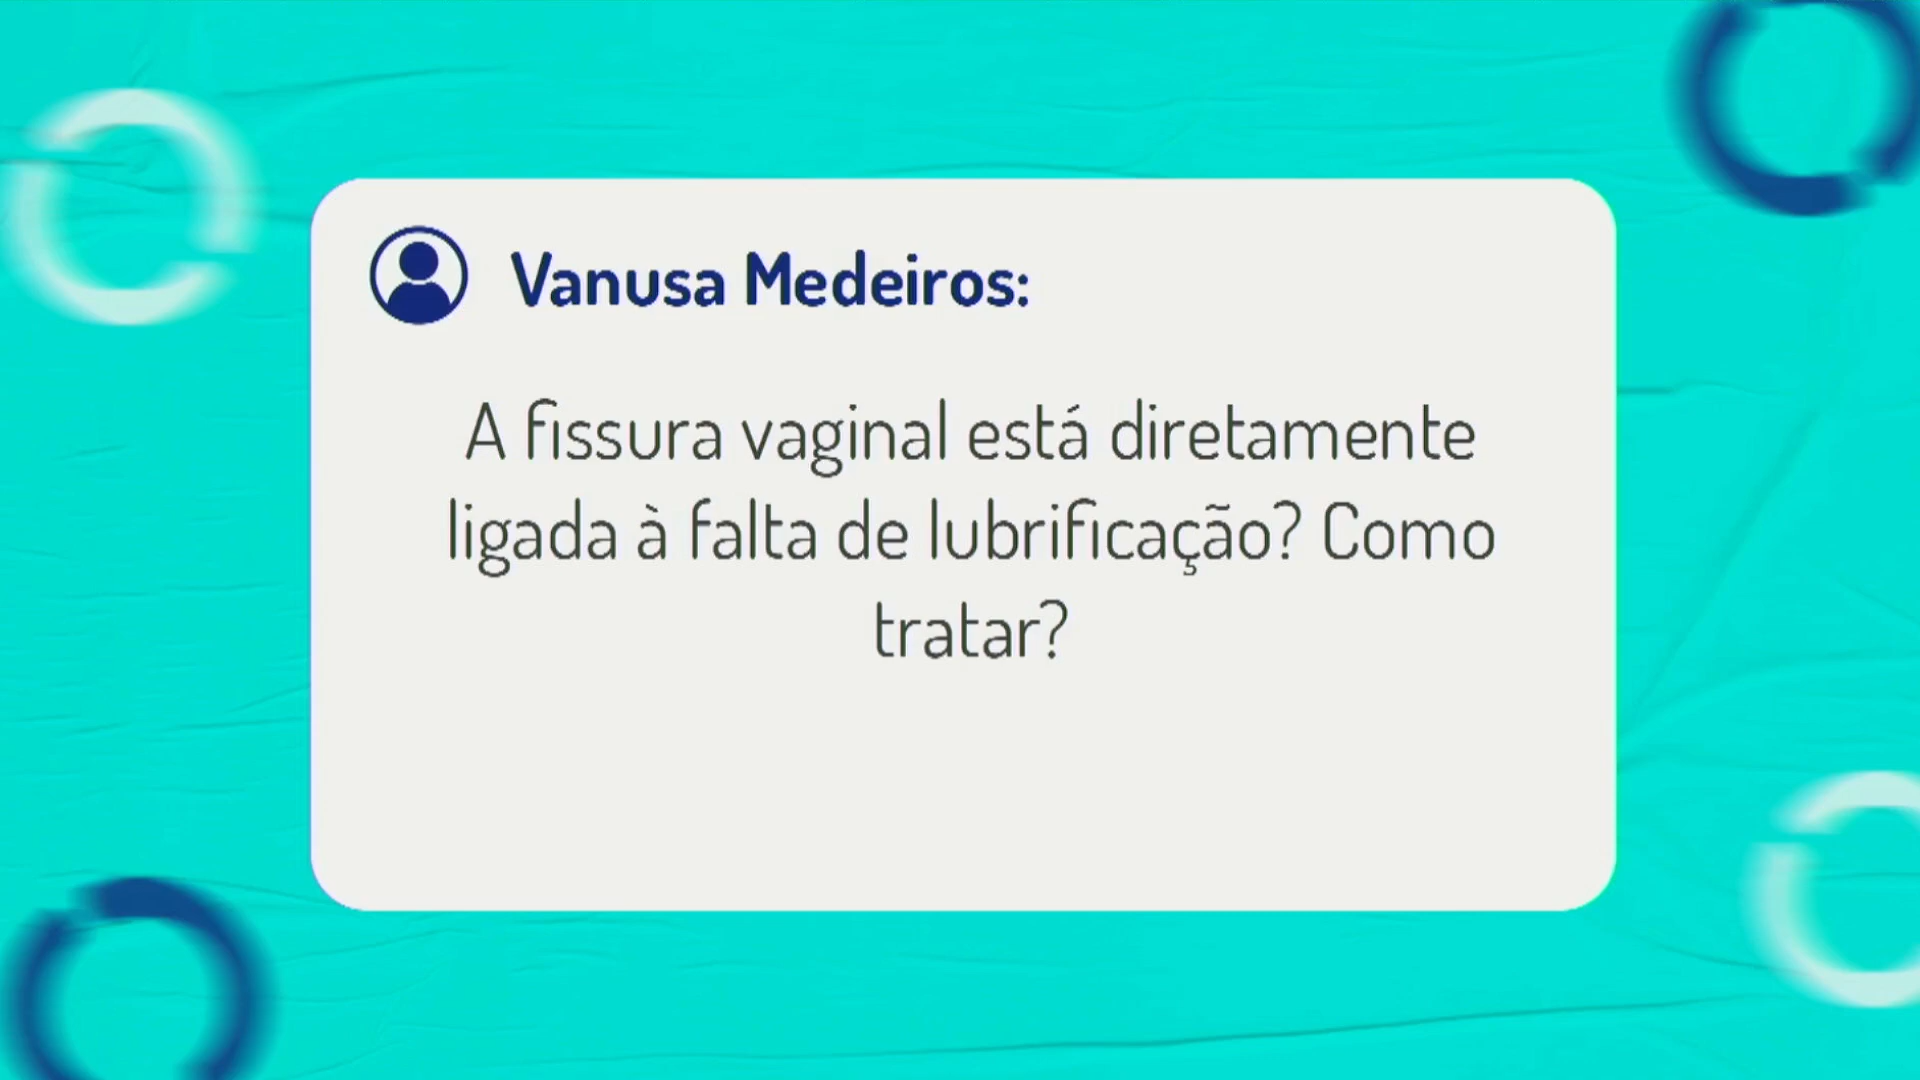 Vanusa Medeiros:
A fissura vaginal está diretamente
ligada à falta de lubrificação? Como
tratar?